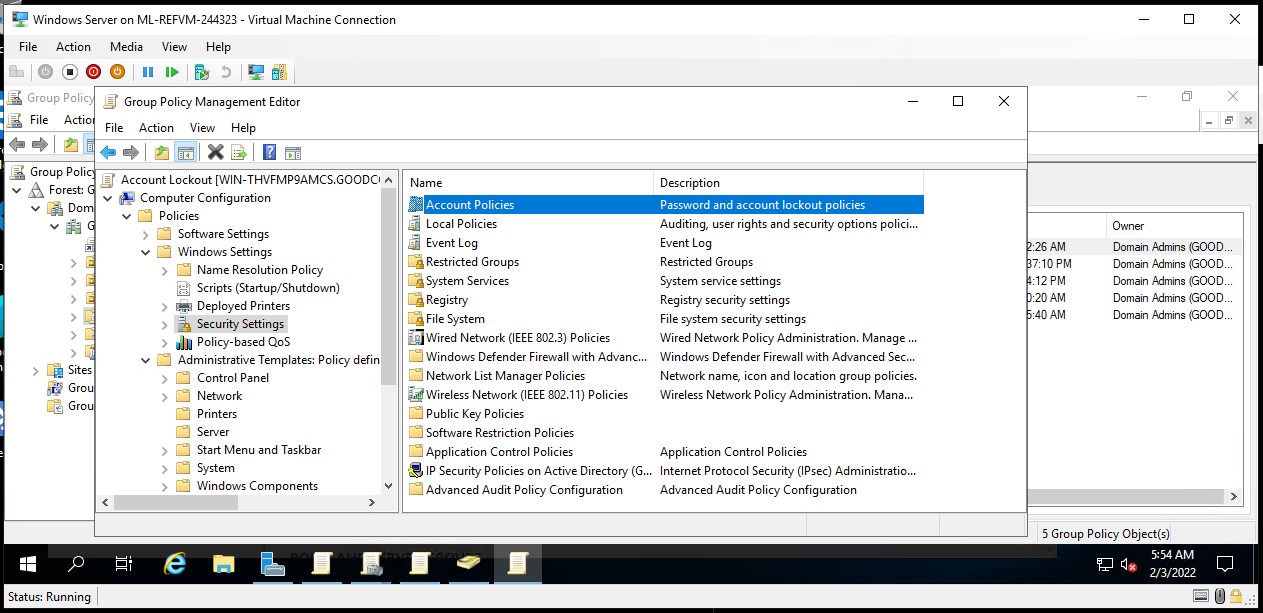 Windows Server on ML-REFVM-244323 - Virtual Machine Connection
File Action Media View Help
Group Policy
File Action
Group Policy Management Editor
File Action View Help
Group Policy
Forest: G
Dom
G
Sites
Grou
Grou
Account Lockout [WIN-THVFMP9AMCS.GOODC
Computer Configuration
Policies
Software Settings
Windows Settings
Name Resolution Policy
Scripts (Startup/Shutdown)
Deployed Printers
Security Settings
Policy-based QoS
Administrative Templates: Policy defin
Control Panel
Network
Printers
Server
Start Menu and Taskbar
System
Windows Components
Name Description
Account Policies Password and account lockout policies
Local Policies Auditing, user rights and security options polici...
Event Log Event Log
Restricted Groups Restricted Groups
System Services System service settings
Registry Registry security settings
File System File system security settings
Wired Network (IEEE 802.3) Policies Wired Network Policy Administration. Manage ...
Windows Defender Firewall with Advanc... Windows Defender Firewall with Advanced Sec...
Network List Manager Policies Network name, icon and location group policies.
Wireless Network (IEEE 802.11) Policies Wireless Network Policy Administration. Mana...
Public Key Policies
Software Restriction Policies
Application Control Policies Application Control Policies
IP Security Policies on Active Directory (G... Internet Protocol Security (IPsec) Administratio...
Advanced Audit Policy Configuration Advanced Audit Policy Configuration
Owner
2:26 AM Domain Admins (GOOD...
37:10 PM Domain Admins (GOOD...
4:12 PM Domain Admins (GOOD...
0:20 AM Domain Admins (GOOD...
5:40 AM Domain Admins (GOOD...
5 Group Policy Object(s)
5:54 AM
2/3/2022
Status: Running